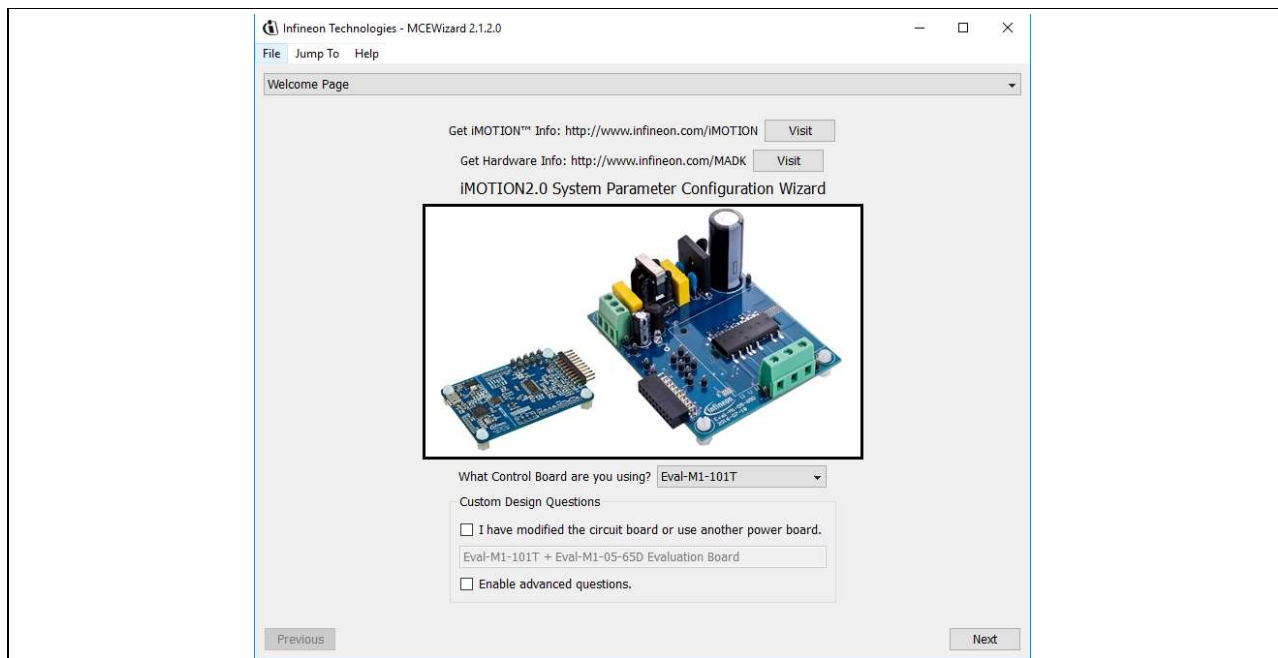 Infineon Technologies - MCEWizard 2.1.2.0
File Jump To Help
Welcome Page
Get iMOTION™ Info: http://www.infineon.com/iMOTION Visit
Get Hardware Info: http://www.infineon.com/MADK Visit
iMOTION2.0 System Parameter Configuration Wizard
infineon
What Control Board are you using? Eval-M1-101T
Custom Design Questions
I have modified the circuit board or use another power board.
Eval-M1-101T + Eval-M1-05-65D Evaluation Board
Enable advanced questions.
Previous Next